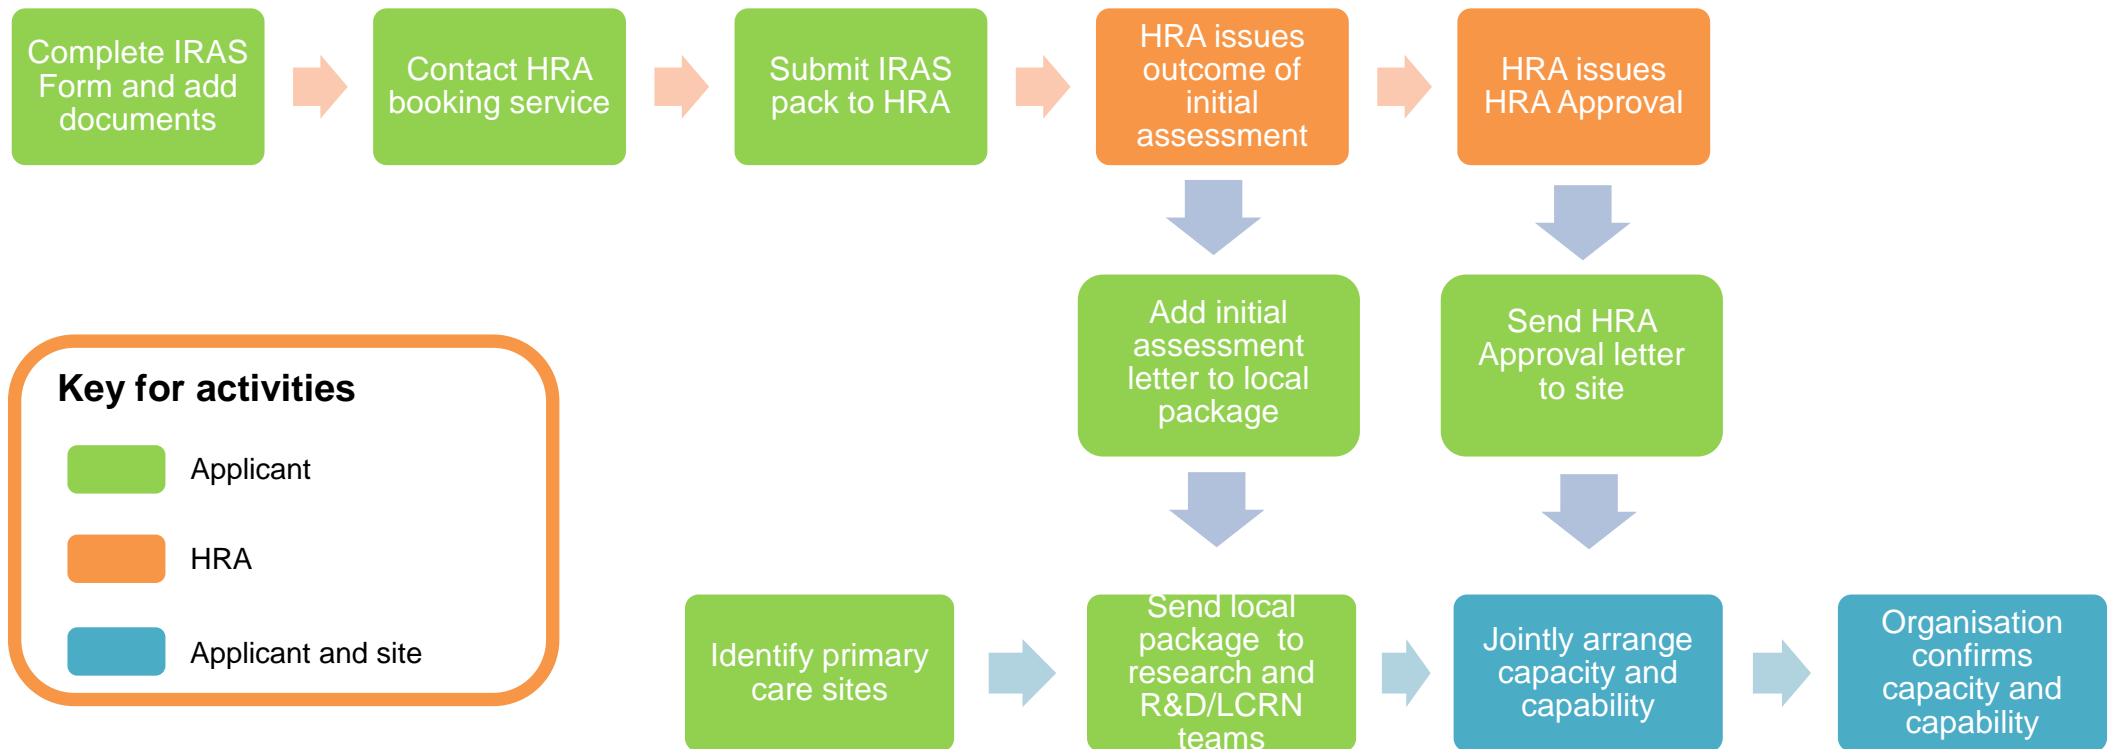 Complete IRAS
Form and add
documents
Contact HRA
booking service
Submit IRAS
pack to HRA
HRA issues
outcome of
initial
assessment
HRA issues
HRA Approval
Add initial
assessment
letter to local
package
Send HRA
Approval letter
to site
Key for activities
Applicant
HRA
Applicant and site
Identify primary
care sites
Send local
package to
research and
R&D/LCRN
teams
Jointly arrange
capacity and
capability
Organisation
confirms
capacity and
capability